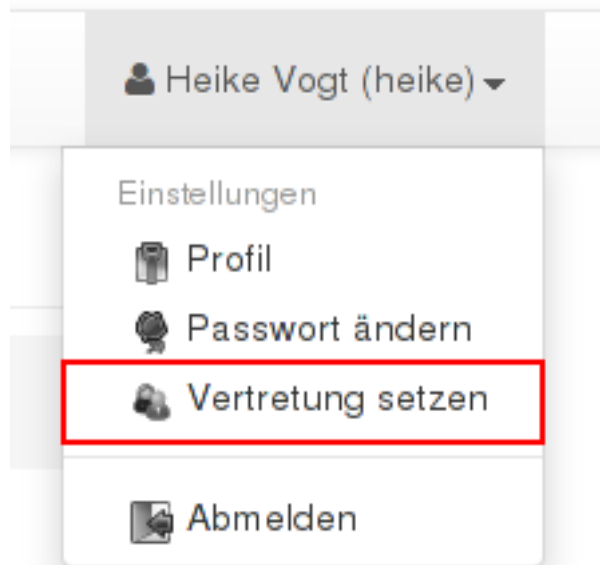 Heike Vogt (heike)
Einstellungen
Profil
Passwort ändern
Vertretung setzen
Abmelden